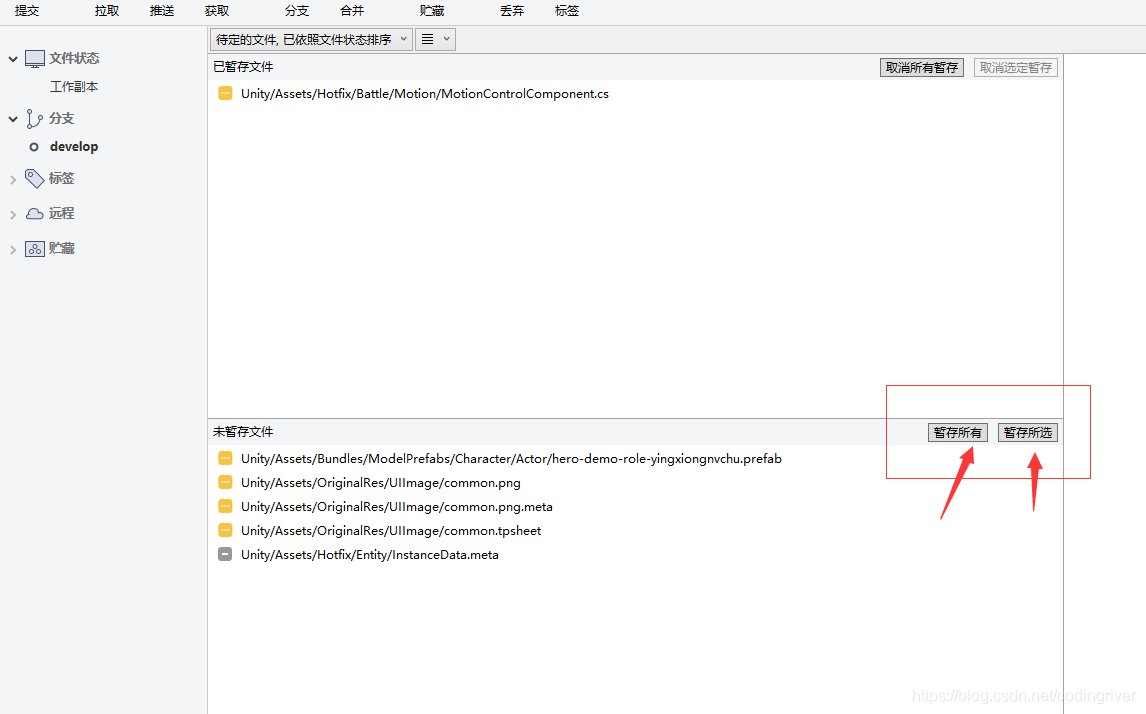 提交 拉取 推送 获取 分支 合并 贮藏 丢弃 标签
待定的文件, 已依照文件状态排序
文件状态
工作副本
分支
develop
标签
远程
贮藏
已暂存文件 取消所有暂存 取消选定暂存
Unity/Assets/Hotfix/Battle/Motion/MotionControlComponent.cs
未暂存文件 暂存所有 暂存所选
Unity/Assets/Bundles/ModelPrefabs/Character/Actor/hero-demo-role-yingxiongnvchu.prefab
Unity/Assets/OriginalRes/UIImage/common.png
Unity/Assets/OriginalRes/UIImage/common.png.meta
Unity/Assets/OriginalRes/UIImage/common.tpsheet
Unity/Assets/Hotfix/Entity/InstanceData.meta
https://blog.csdn.net/codingriver